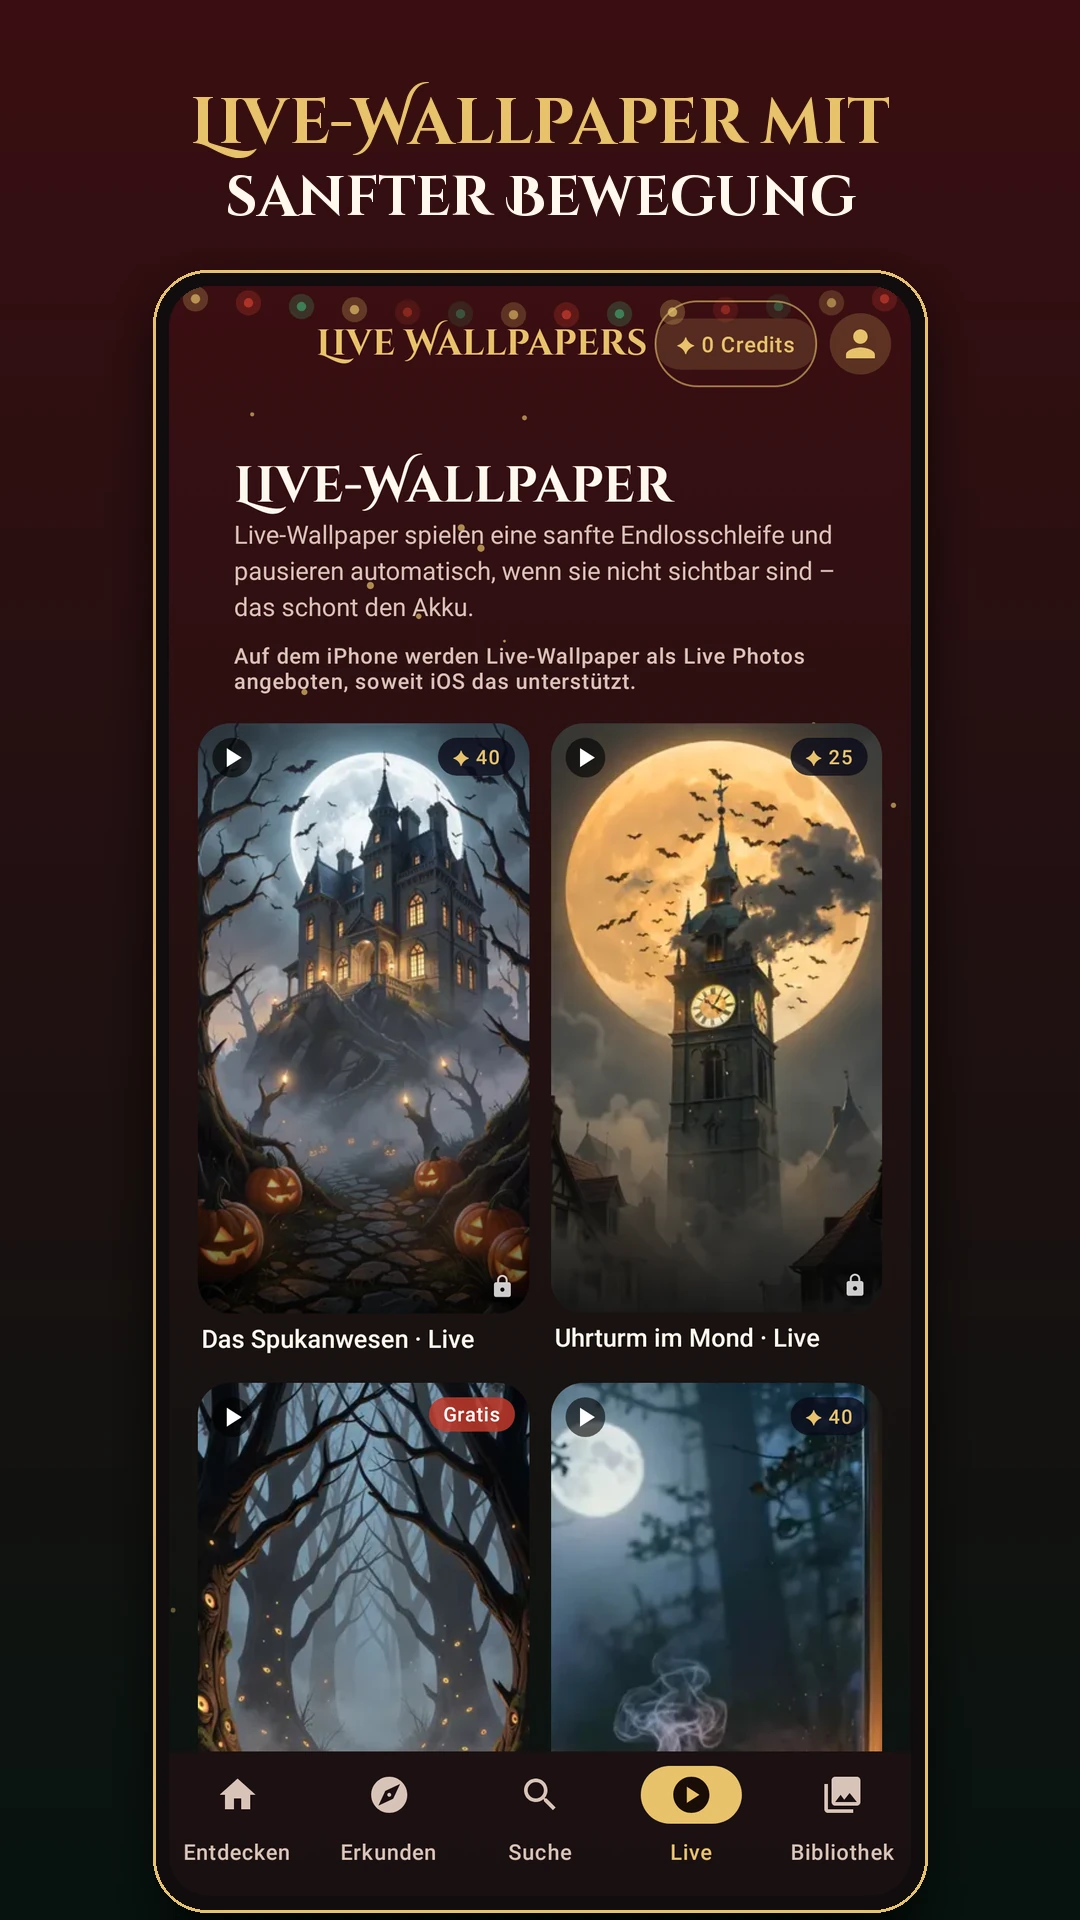 LIVE-WALLPAPER MIT
SANFTER BEWEGUNG
LIVE WALLPAPERS
0 Credits
LIVE-WALLPAPER
Live-Wallpaper spielen eine sanfte Endlosschleife und
pausieren automatisch, wenn sie nicht sichtbar sind –
das schont den Akku.
Auf dem iPhone werden Live-Wallpaper als Live Photos
angeboten, soweit iOS das unterstützt.
40
25
Das Spukanwesen · Live
Uhrturm im Mond · Live
Gratis
40
Entdecken
Erkunden
Suche
Live
Bibliothek